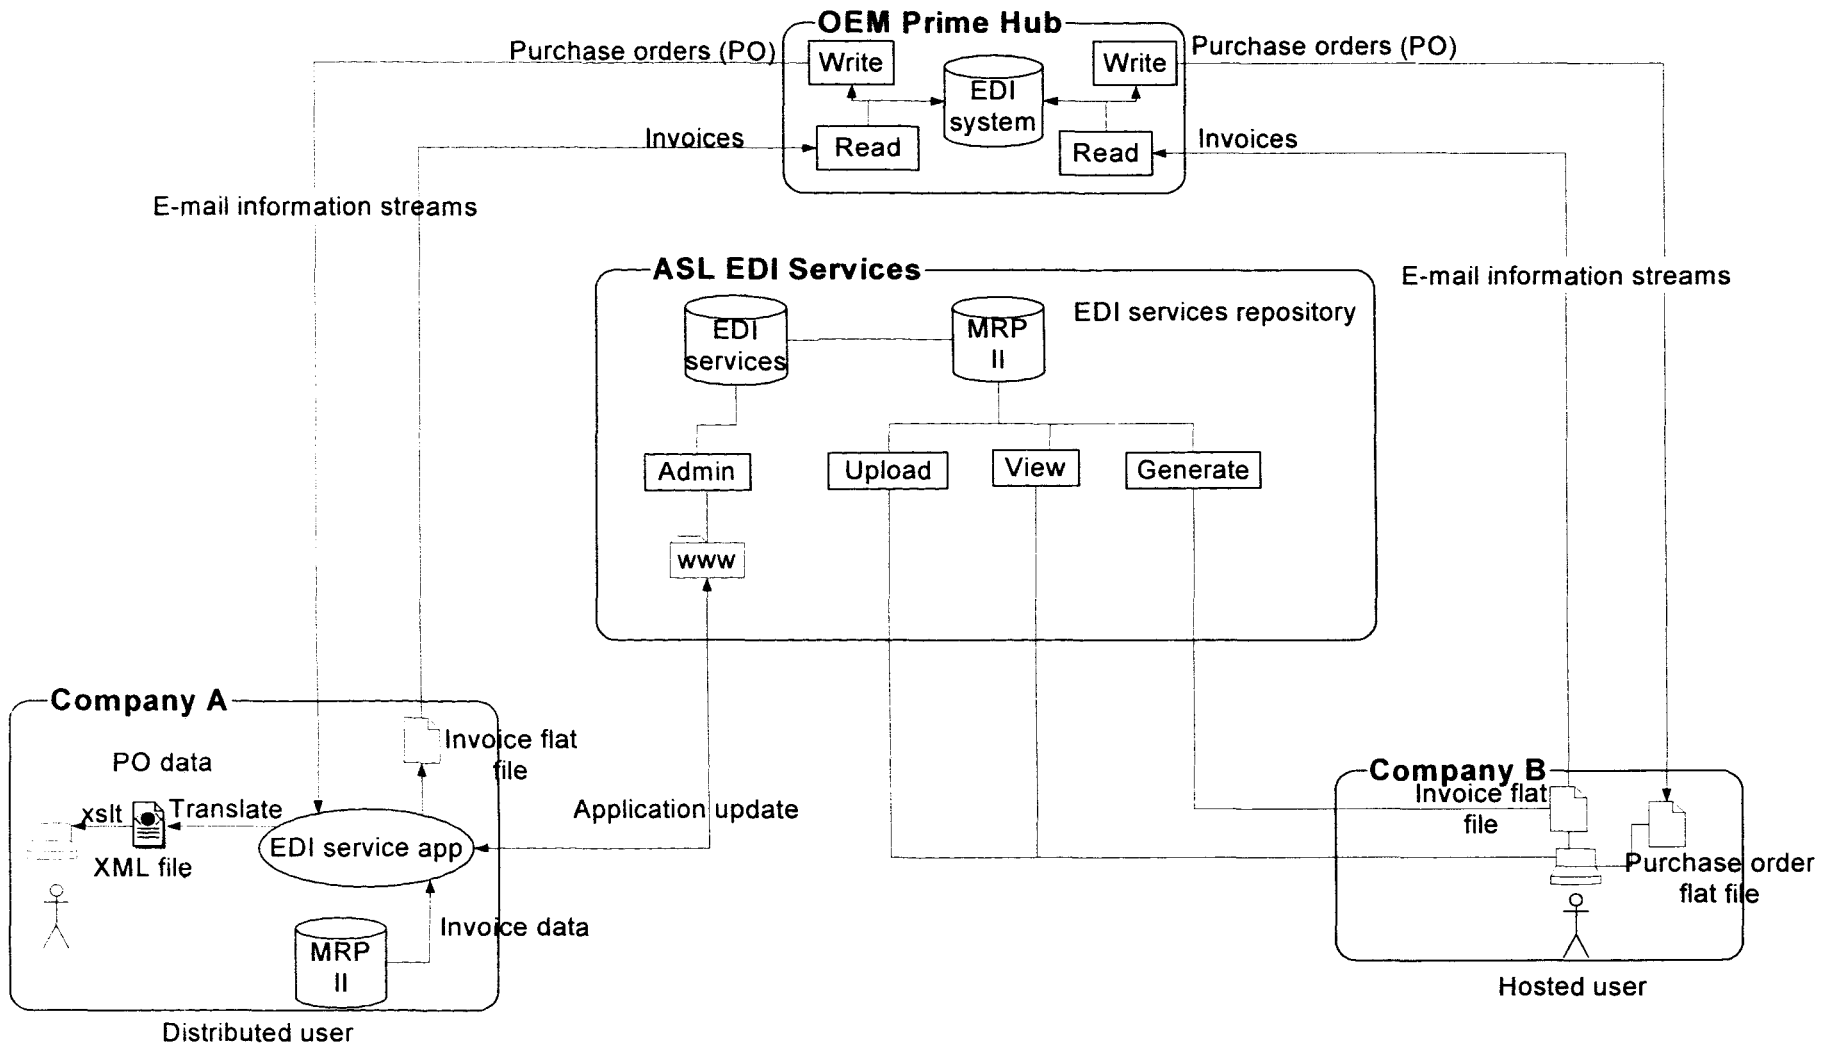 OEM Prime Hub
Purchase orders (PO)
Write
EDI
system
Write
Purchase orders (PO)
Invoices
Read
Read
Invoices
E-mail information streams
E-mail information streams
ASL EDI Services
EDI services repository
EDI
services
MRP
II
Admin
Upload
View
Generate
www
Company A
PO data
Invoice flat
file
xslt
Translate
XML file
EDI service app
Application update
MRP
II
Invoice data
Distributed user
Company B
Invoice flat
file
Purchase order
flat file
Hosted user